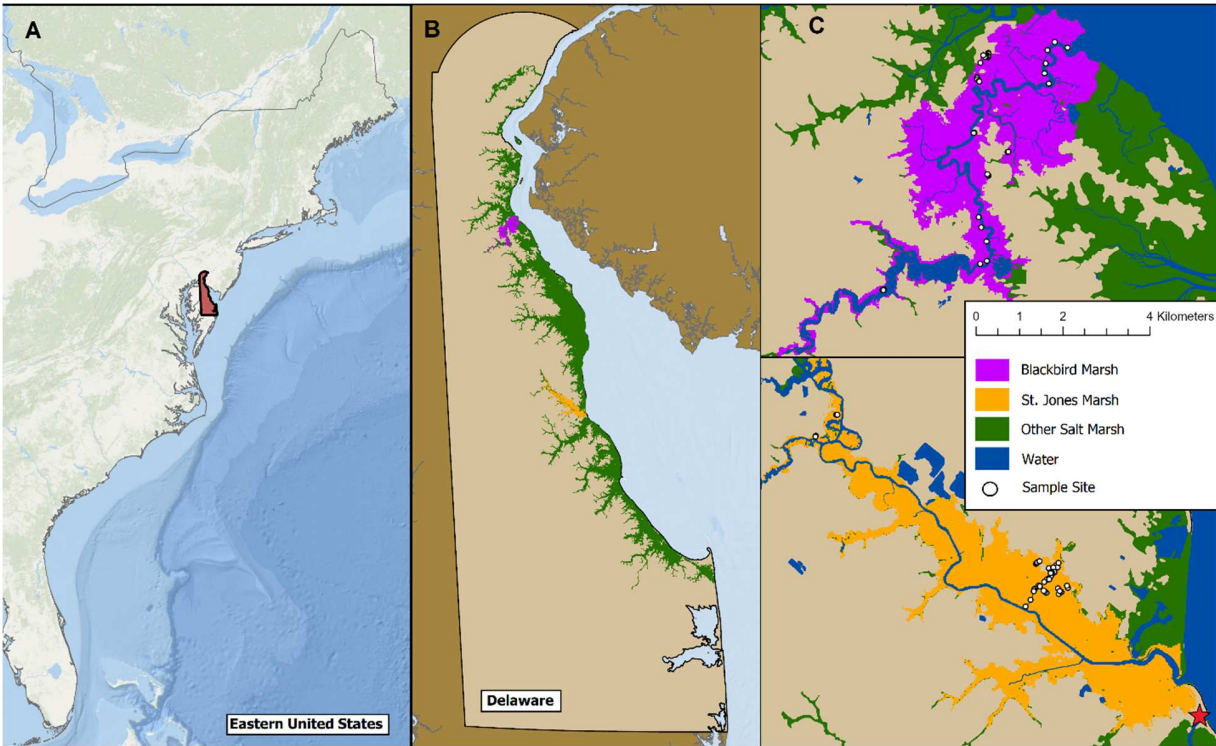 A
B
C
0 1 2 4 Kilometers
Blackbird Marsh
St. Jones Marsh
Other Salt Marsh
Water
Sample Site
Delaware
Eastern United States